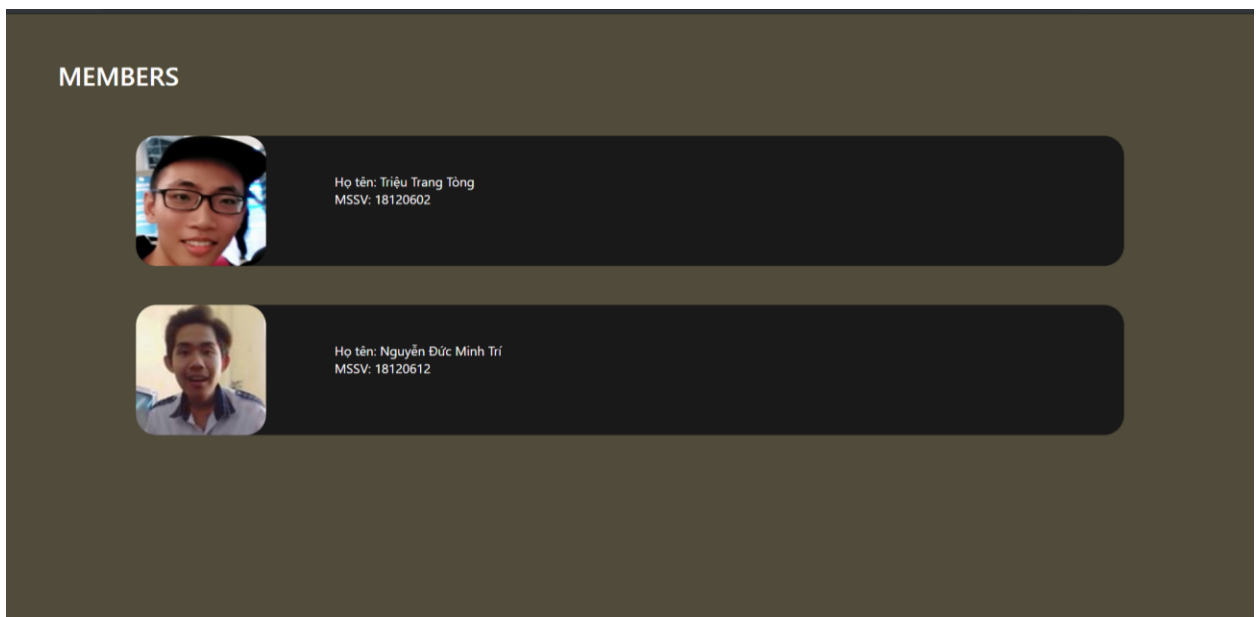 MEMBERS
Họ tên: Triệu Trang Tòng
MSSV: 18120602
Họ tên: Nguyễn Đức Minh Trí
MSSV: 18120612